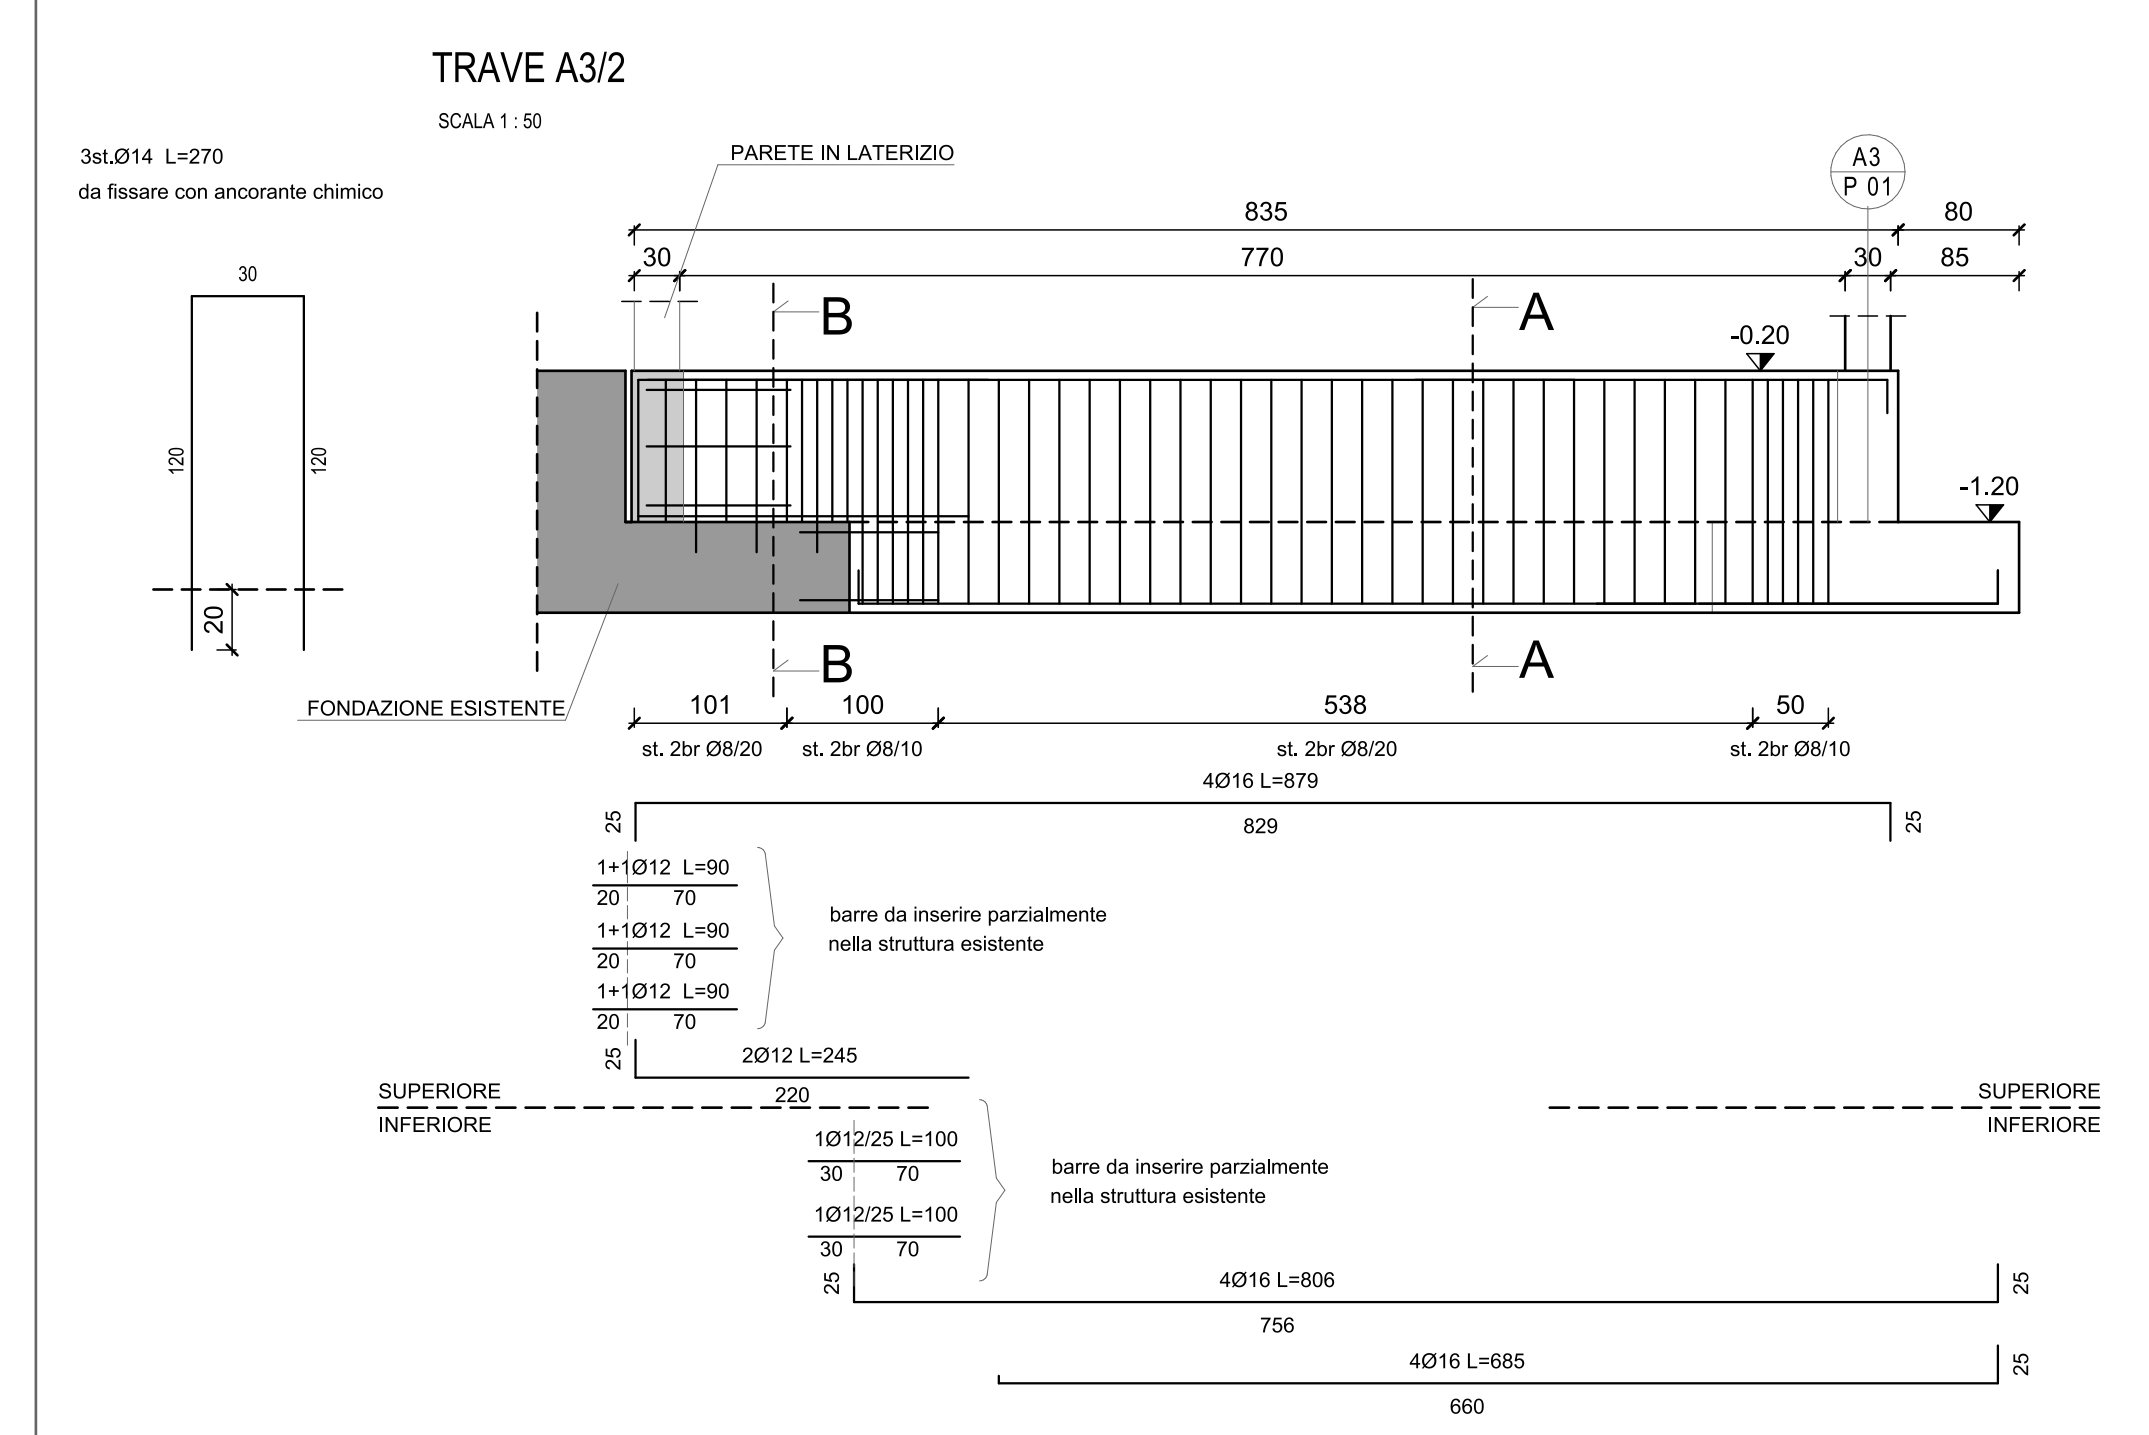 TRAVE A3/2
SCALA 1 : 50
3st.Ø14 L=270
da fissare con ancorante chimico
30
120
120
20
PARETE IN LATERIZIO
A3
P 01
835
80
30
770
30
85
B
A
-0.20
-1.20
B
A
FONDAZIONE ESISTENTE
101
100
538
50
st. 2br Ø8/20
st. 2br Ø8/10
st. 2br Ø8/20
st. 2br Ø8/10
4Ø16 L=879
25
829
25
1+1Ø12 L=90
20 70
1+1Ø12 L=90
20 70
1+1Ø12 L=90
20 70
barre da inserire parzialmente
nella struttura esistente
25
2Ø12 L=245
220
SUPERIORE
INFERIORE
SUPERIORE
INFERIORE
1Ø12/25 L=100
30 70
1Ø12/25 L=100
30 70
barre da inserire parzialmente
nella struttura esistente
25
4Ø16 L=806
25
756
4Ø16 L=685
25
660